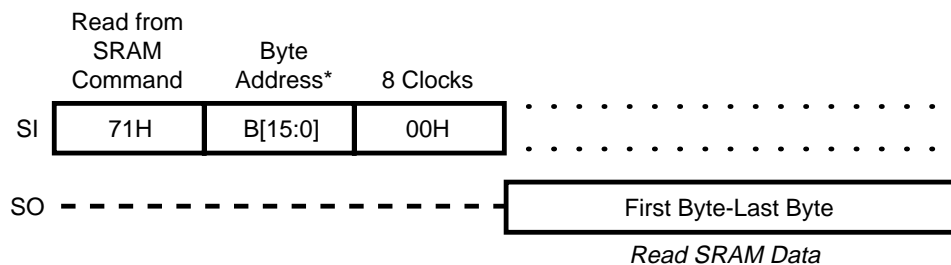 Read from
SRAM
Command
Byte
Address*
8 Clocks
SI
71H
B[15:0]
00H
SO
First Byte-Last Byte
Read SRAM Data